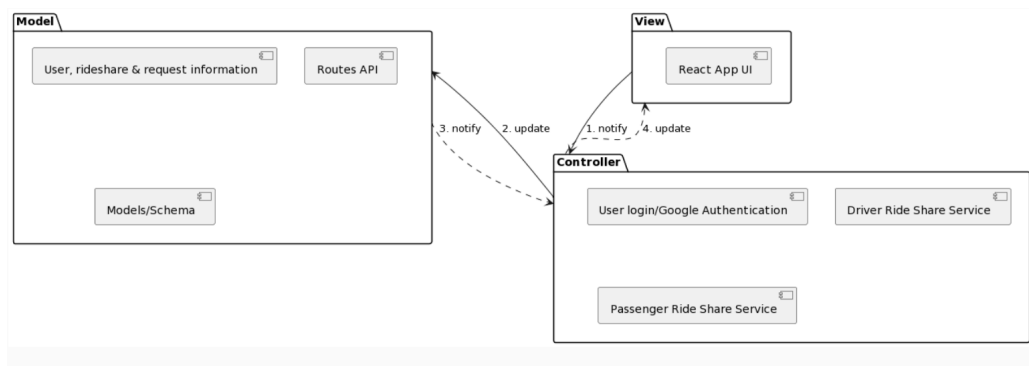 Model
User, rideshare & request information
Routes API
Models/Schema
View
React App UI
3. notify
2. update
1. notify
4. update
Controller
User login/Google Authentication
Driver Ride Share Service
Passenger Ride Share Service